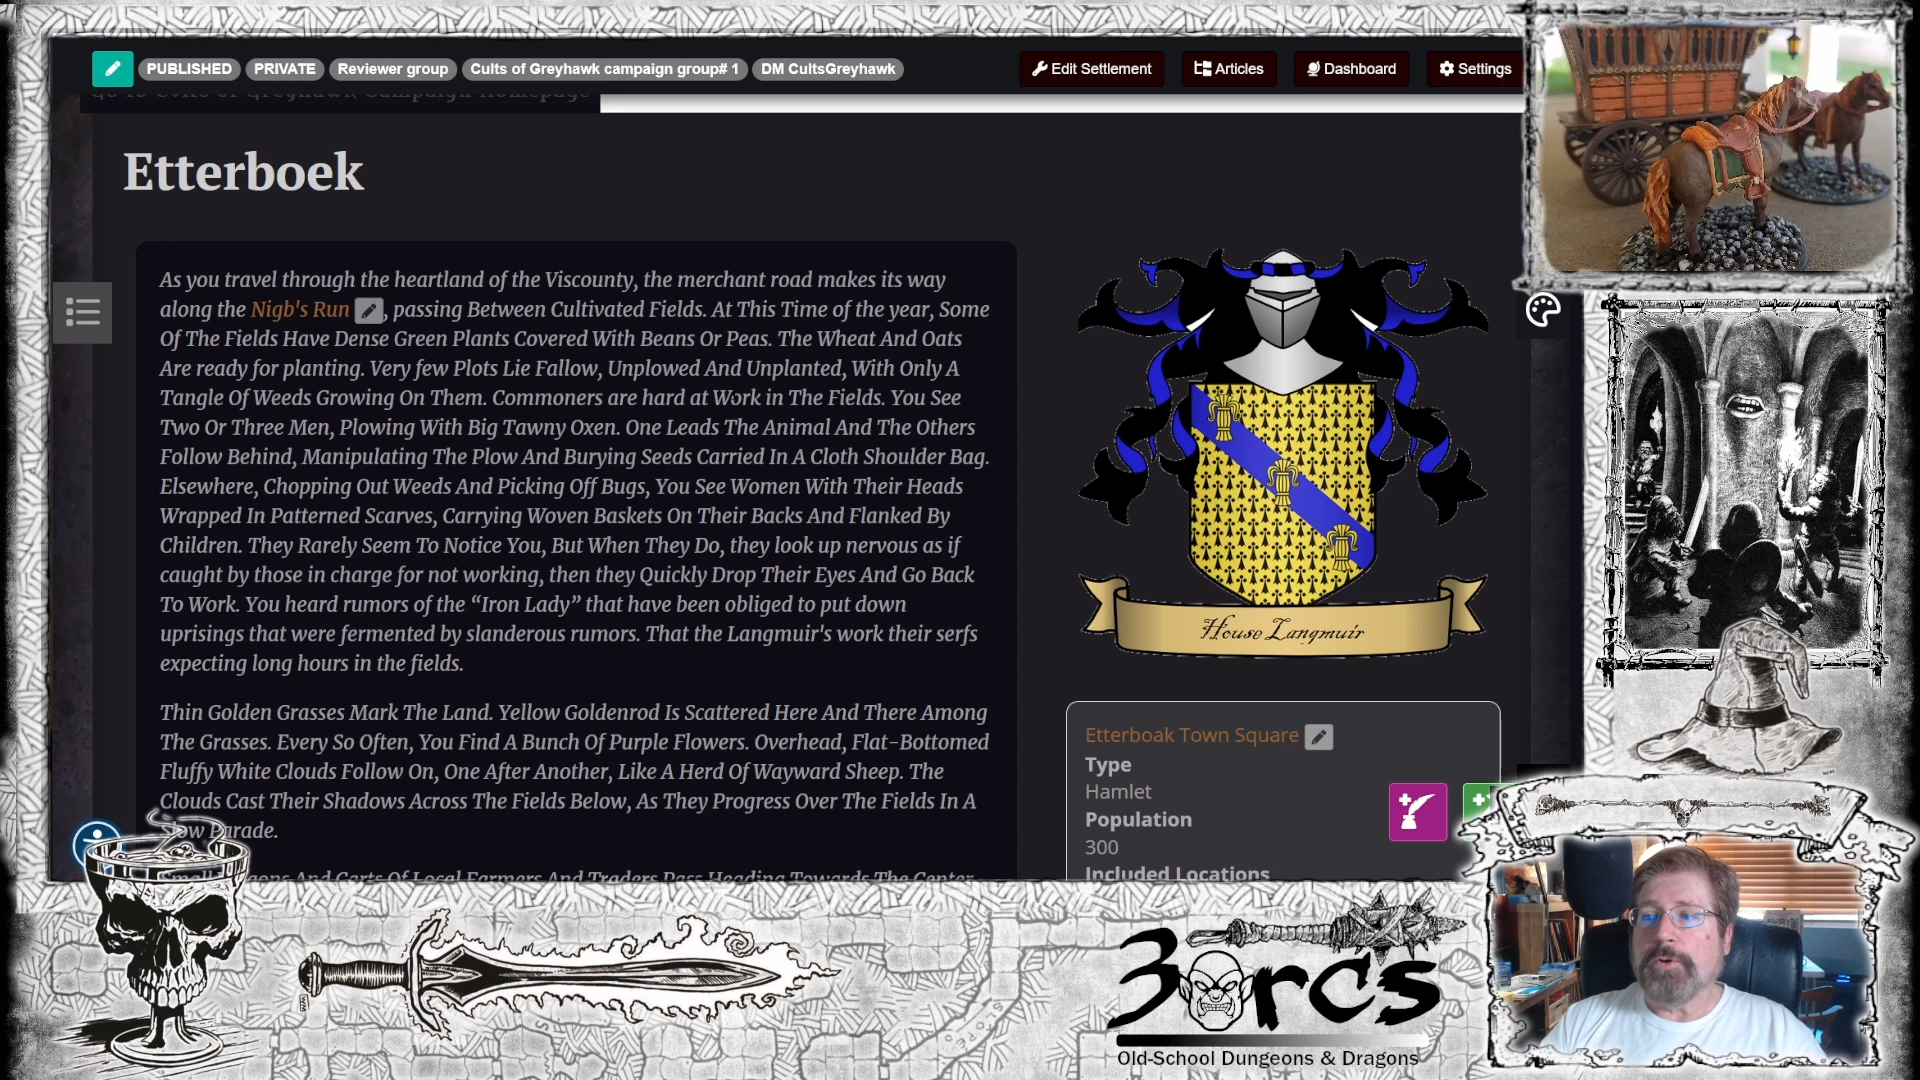 PUBLISHED PRIVATE Reviewer group Cults of Greyhawk campaign group# 1 DM CultsGreyhawk Edit Settlement Articles Dashboard Settings
Etterboek
As you travel through the heartland of the Viscounty, the merchant road makes its way
along the Nigb's Run , passing Between Cultivated Fields. At This Time of the year, Some
Of The Fields Have Dense Green Plants Covered With Beans Or Peas. The Wheat And Oats
Are ready for planting. Very few Plots Lie Fallow, Unplowed And Unplanted, With Only A
Tangle Of Weeds Growing On Them. Commoners are hard at Work in The Fields. You See
Two Or Three Men, Plowing With Big Tawny Oxen. One Leads The Animal And The Others
Follow Behind, Manipulating The Plow And Burying Seeds Carried In A Cloth Shoulder Bag.
Elsewhere, Chopping Out Weeds And Picking Off Bugs, You See Women With Their Heads
Wrapped In Patterned Scarves, Carrying Woven Baskets On Their Backs And Flanked By
Children. They Rarely Seem To Notice You, But When They Do, they look up nervous as if
caught by those in charge for not working, then they Quickly Drop Their Eyes And Go Back
To Work. You heard rumors of the “Iron Lady” that have been obliged to put down
uprisings that were fermented by slanderous rumors. That the Langmuir's work their serfs
expecting long hours in the fields.
Thin Golden Grasses Mark The Land. Yellow Goldenrod Is Scattered Here And There Among
The Grasses. Every So Often, You Find A Bunch Of Purple Flowers. Overhead, Flat-Bottomed
Fluffy White Clouds Follow On, One After Another, Like A Herd Of Wayward Sheep. The
Clouds Cast Their Shadows Across The Fields Below, As They Progress Over The Fields In A
Slow Parade.
And Carts Of Local Farmers And Traders Pass Heading Towards The Center
House Langmuir
Etterboak Town Square
Type
Hamlet
Population
300
Included Locations
3 orcs
Old-School Dungeons & Dragons